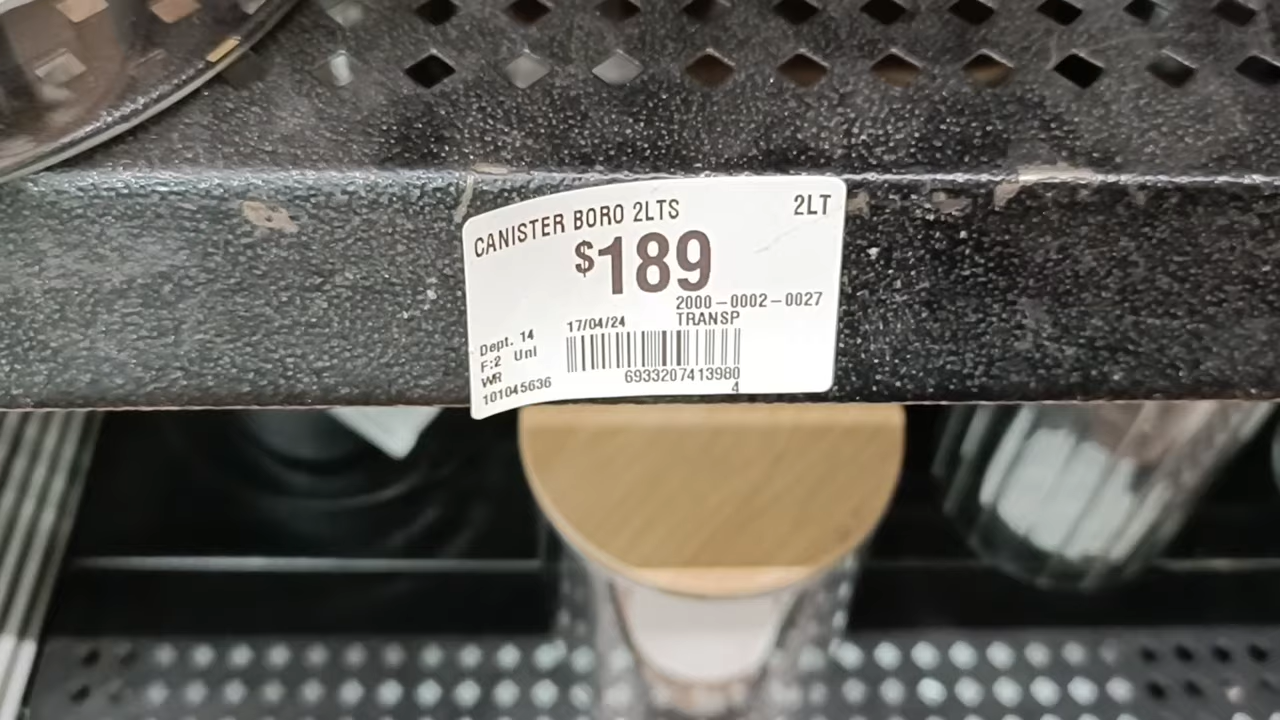 CANISTER BORO 2LTS 2LT
$189
2000-0002-0027
17/04/24 TRANSP
Dept. 14
F:2 Uni
WR
101045636
6933207413980
4